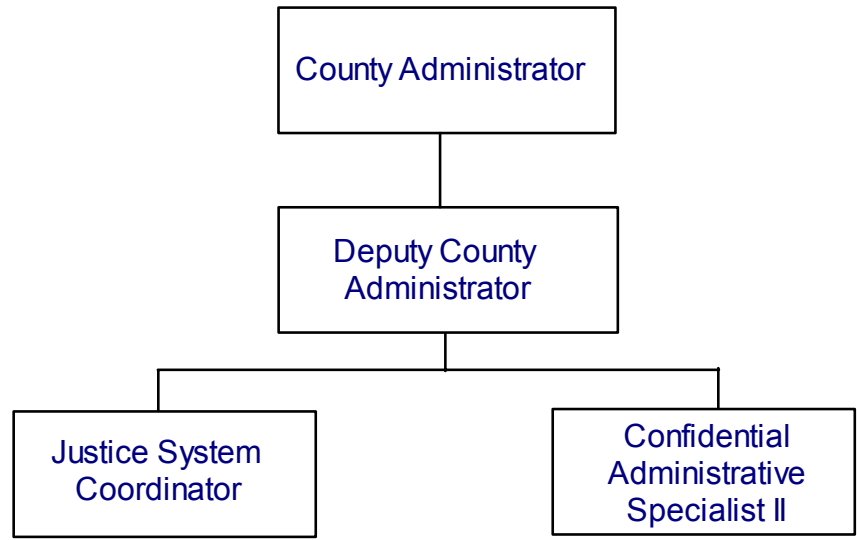 County Administrator
Deputy County
Administrator
Justice System
Coordinator
Confidential
Administrative
Specialist II